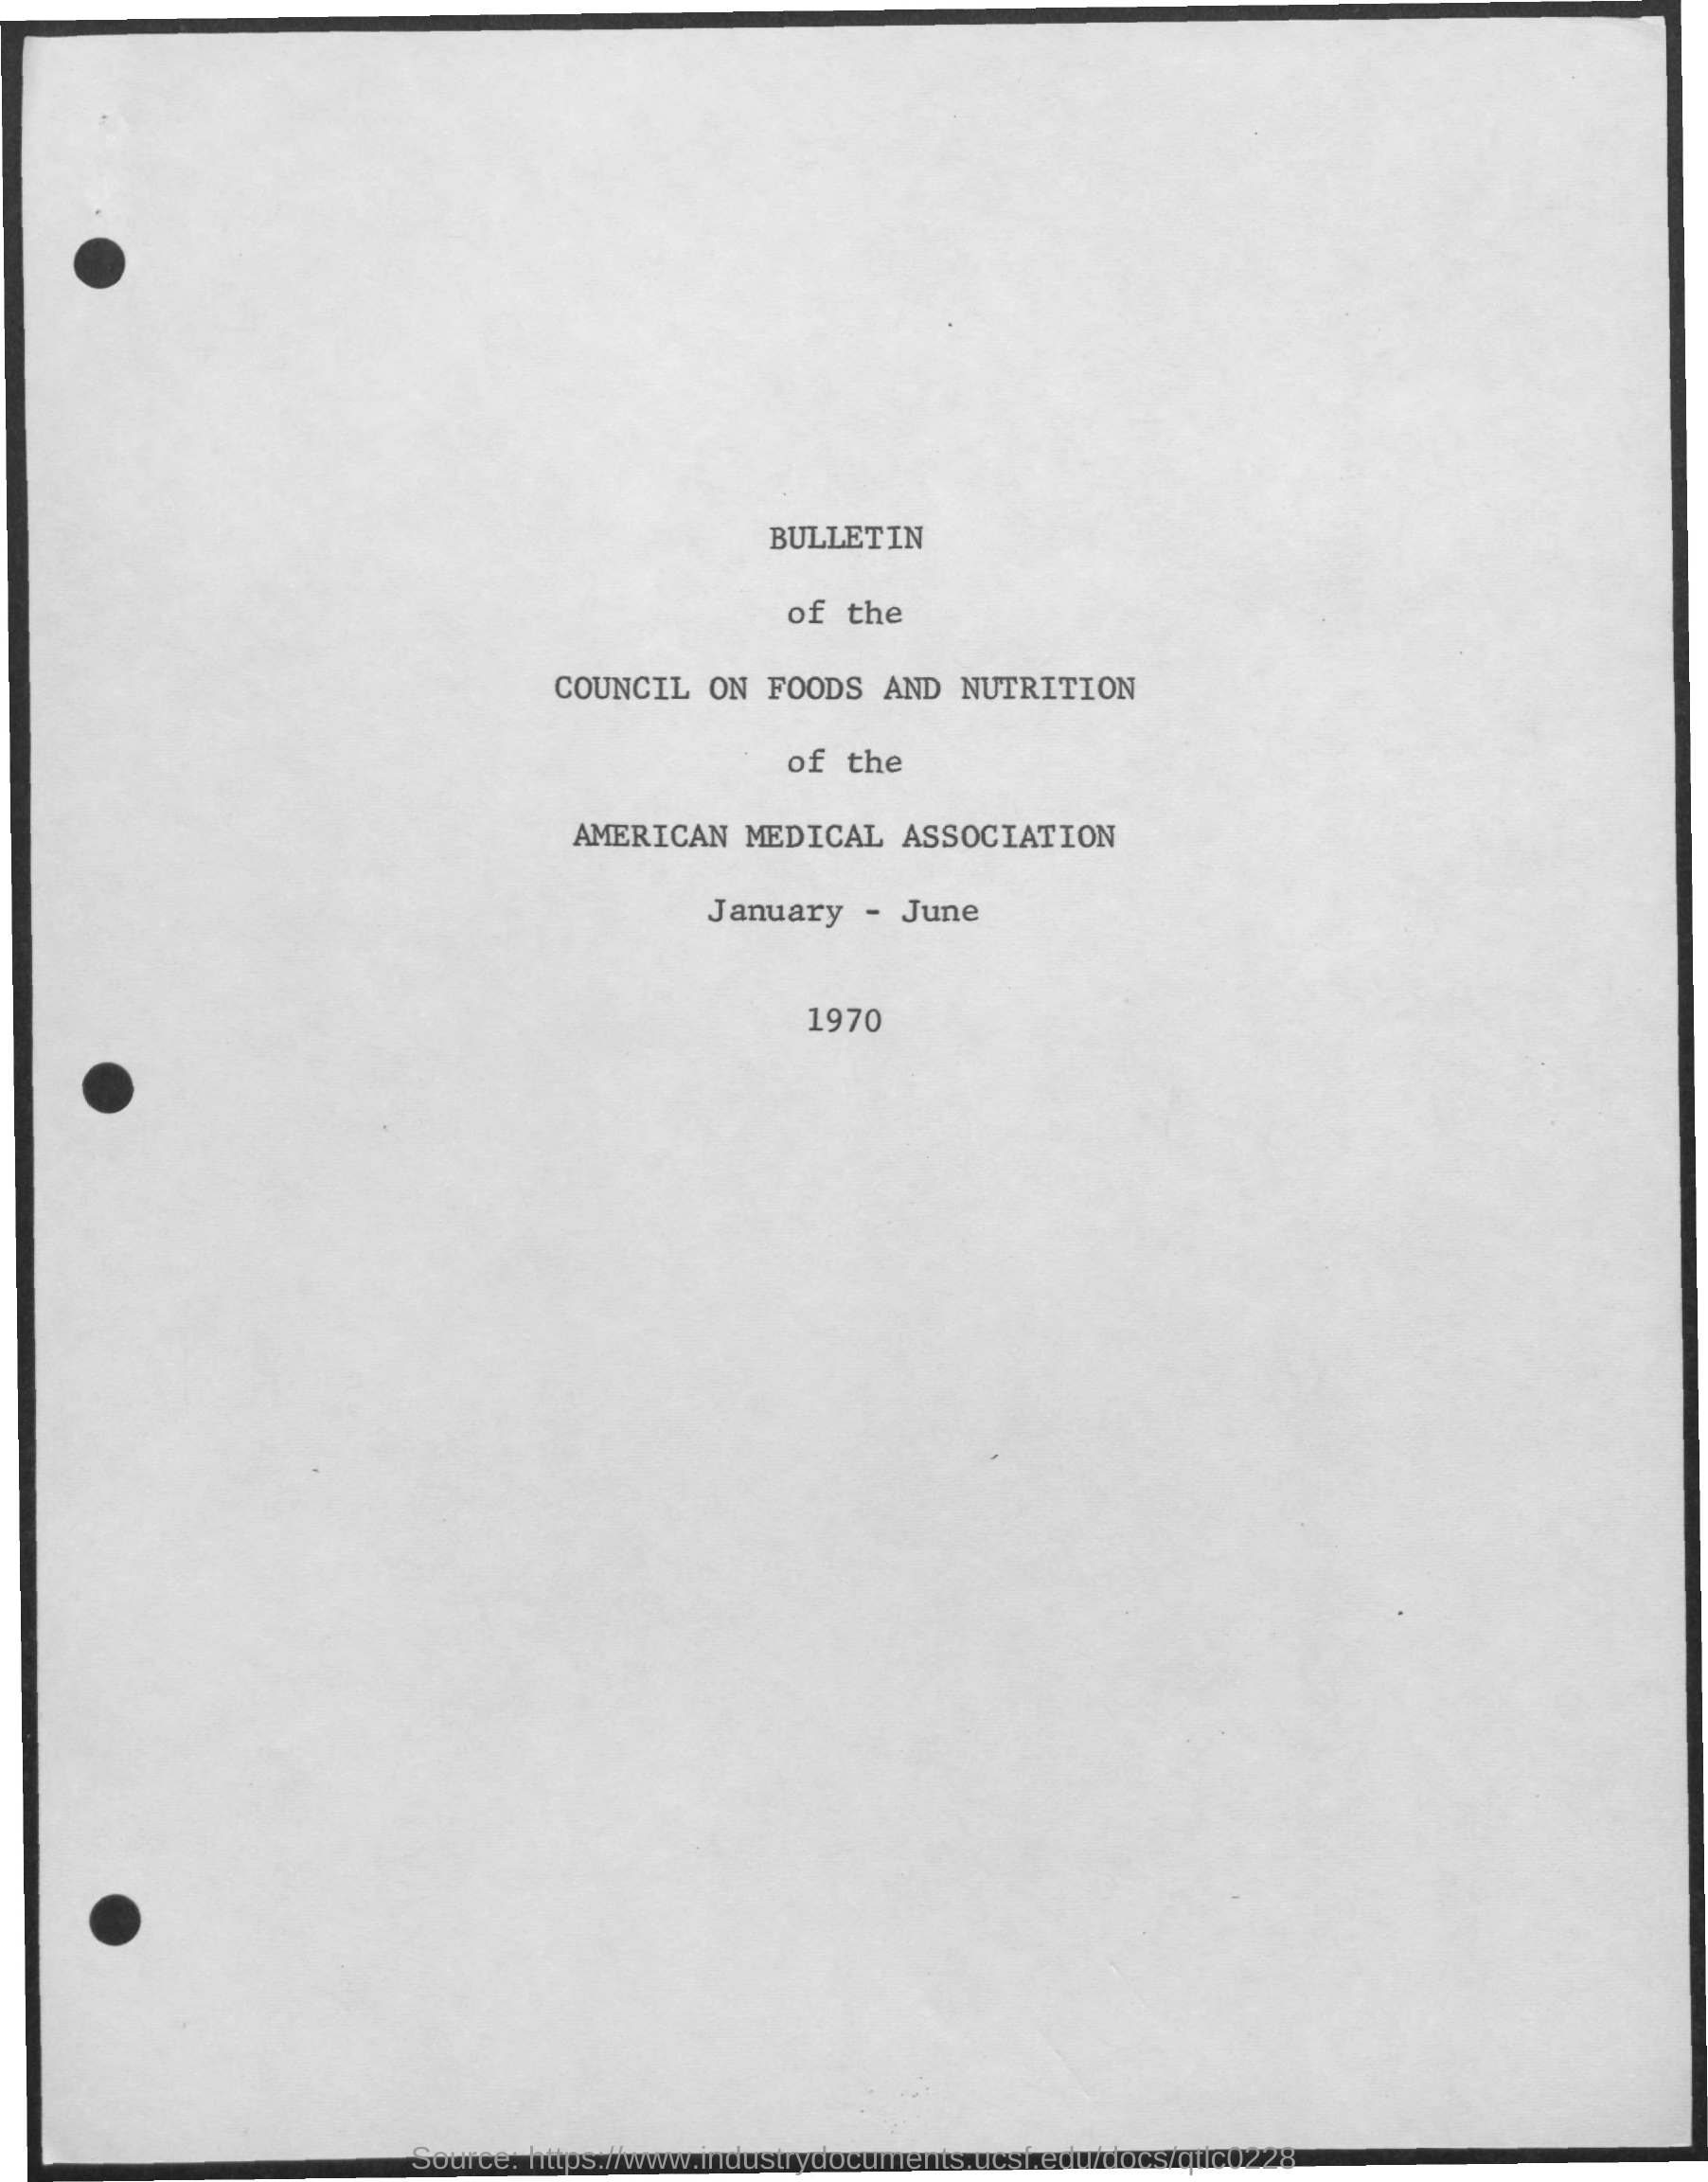 BULLETIN
of the
COUNCIL ON FOODS AND NUTRITION
of the
AMERICAN MEDICAL ASSOCIATION
January - June
1970
Source: https://www.industrydocuments.ucsf.edu/docs/qtlc0228